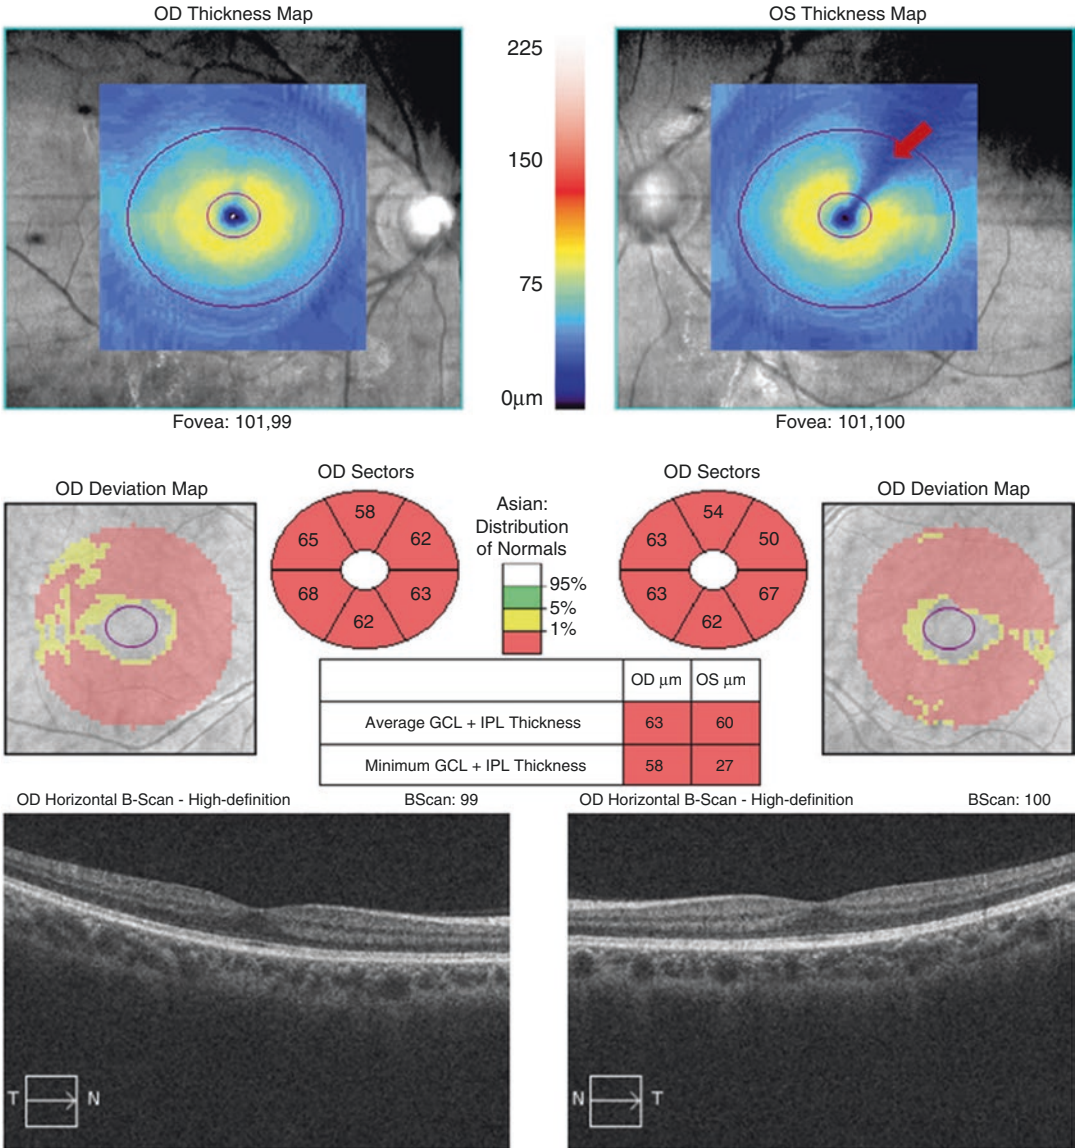 OD Thickness Map
OS Thickness Map
225
150
75
0μm
Fovea: 101,99
Fovea: 101,100
OD Deviation Map
OD Sectors
58
65
62
68
63
62
Asian:
Distribution
of Normals
95%
5%
1%
OD Sectors
54
63
50
63
67
62
OD Deviation Map
OD μm OS μm
Average GCL + IPL Thickness 63 60
Minimum GCL + IPL Thickness 58 27
OD Horizontal B-Scan - High-definition BScan: 99
OD Horizontal B-Scan - High-definition BScan: 100
T N
N T